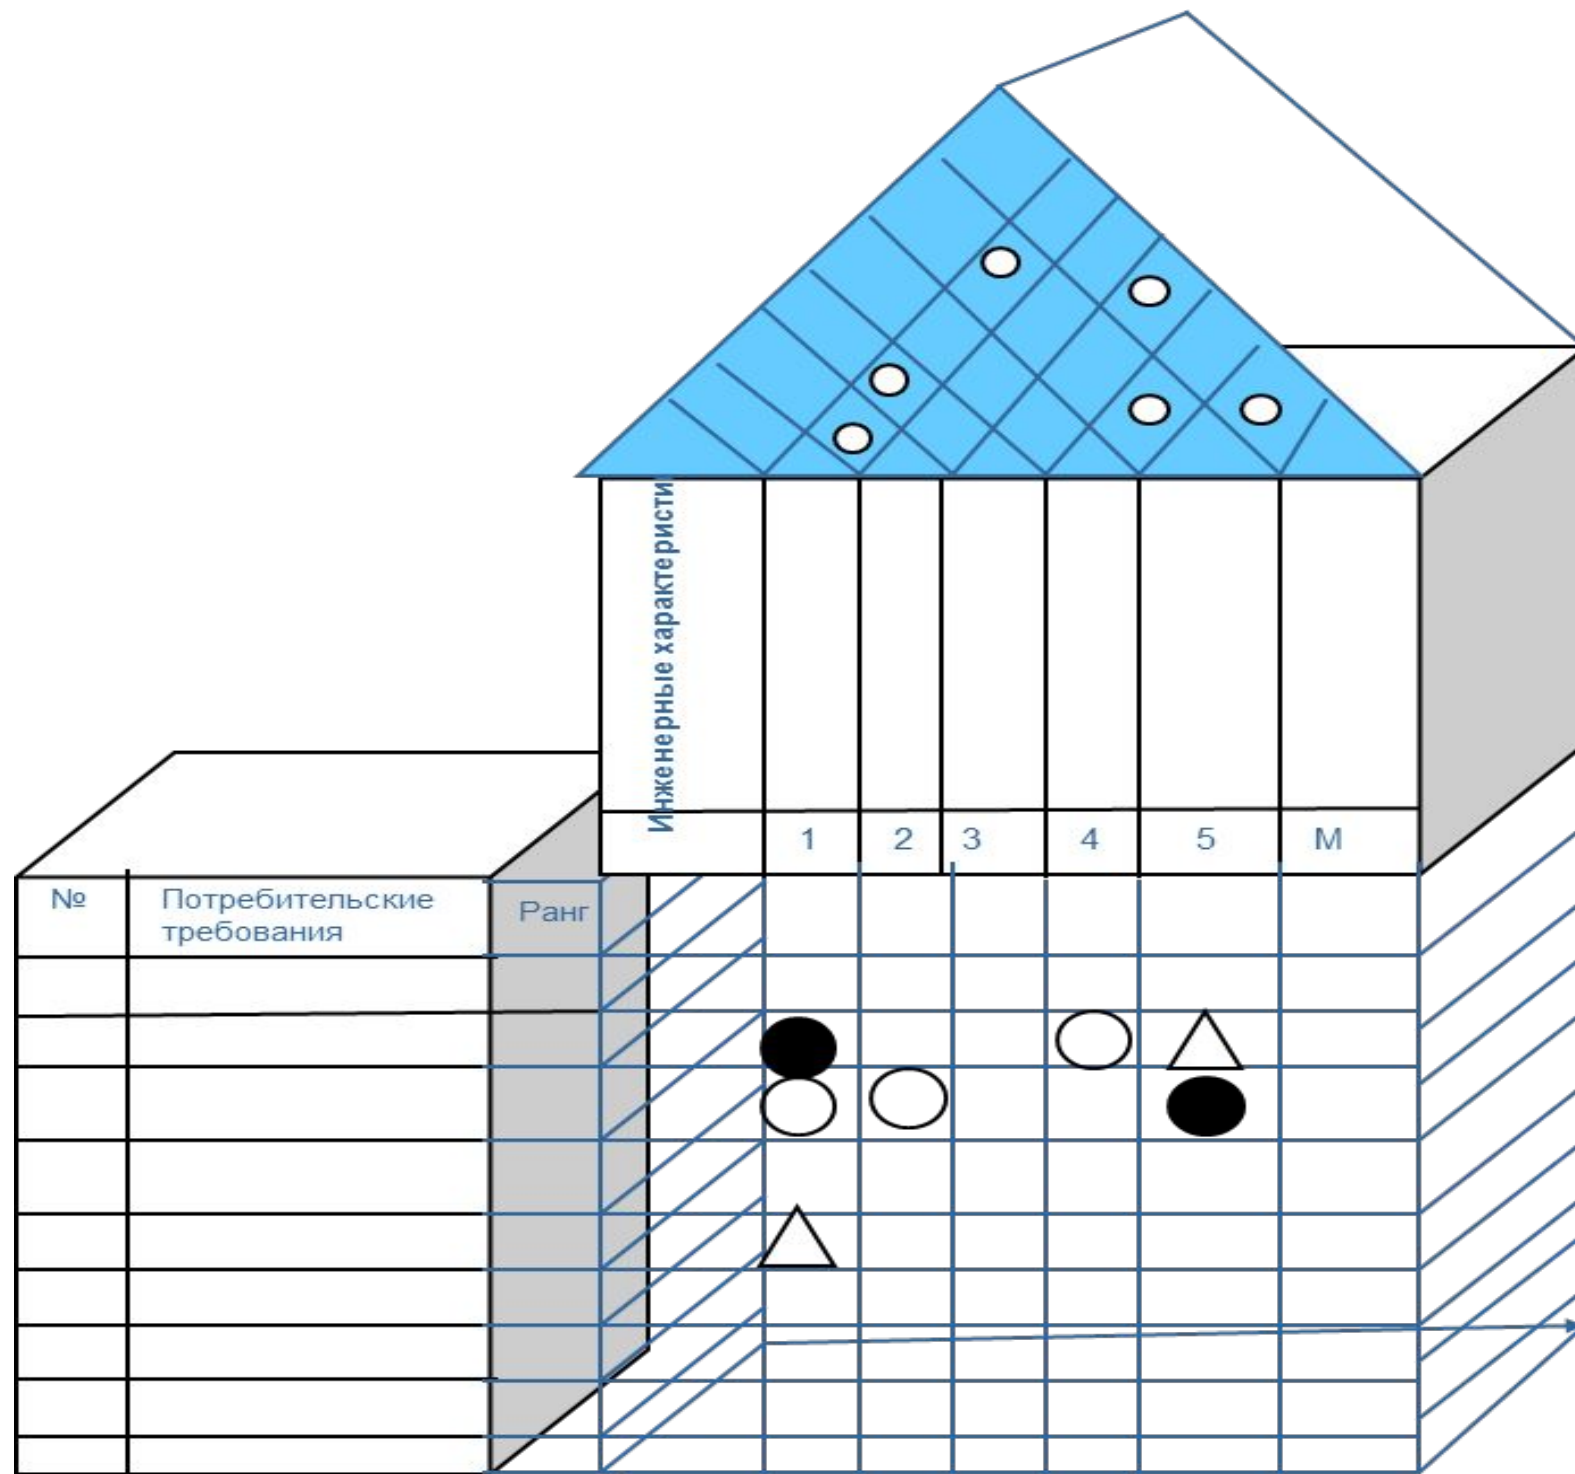 Инженерные характеристи
1 2 3 4 5 М
№
Потребительские
требования
Ранг